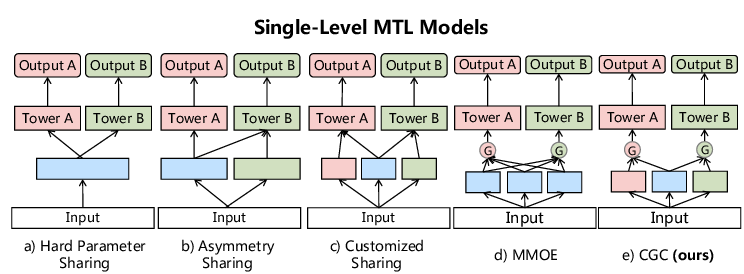 Single-Level MTL Models
Output A Output B Output A Output B Output A Output B Output A Output B Output A Output B
Tower A Tower B Tower A Tower B Tower A Tower B Tower A Tower B Tower A Tower B
G G G G
Input Input Input Input Input
a) Hard Parameter Sharing
b) Asymmetry Sharing
c) Customized Sharing
d) MMOE
e) CGC (ours)